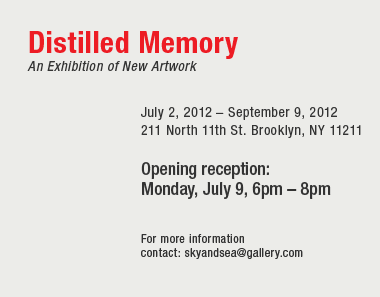 Distilled Memory
An Exhibition of New Artwork
July 2, 2012 – September 9, 2012
211 North 11th St. Brooklyn, NY 11211
Opening reception:
Monday, July 9, 6pm – 8pm
For more information
contact: skyandsea@gallery.com